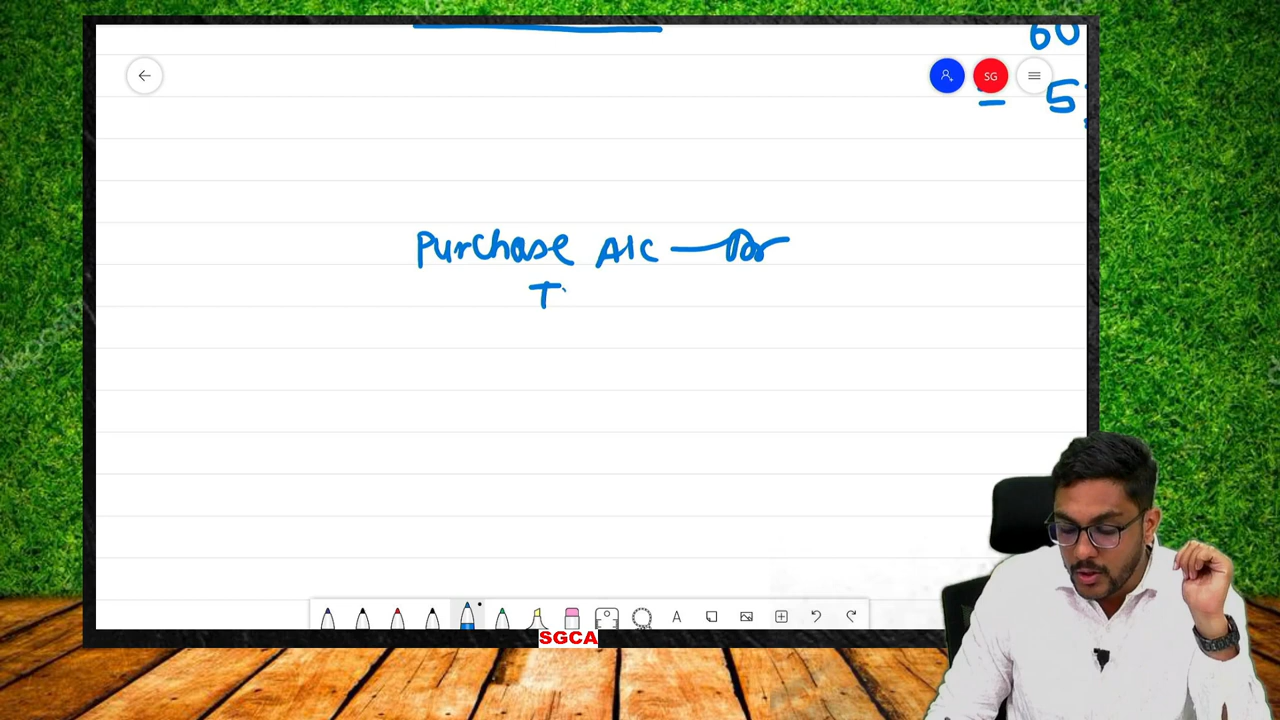 60
SG
= 5
Purchase A/C — Dr
T
A
SGCA